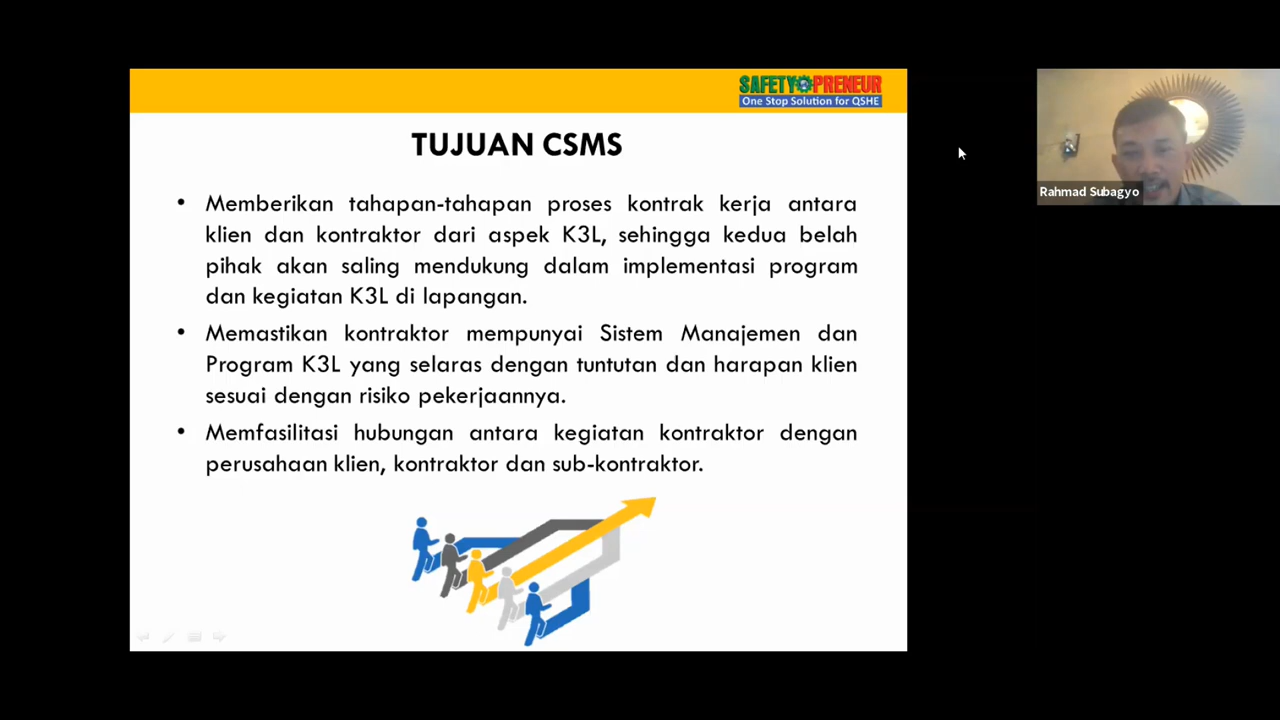 SAFETYPRENEUR
One Stop Solution for QSHE
TUJUAN CSMS
• Memberikan tahapan-tahapan proses kontrak kerja antara
klien dan kontraktor dari aspek K3L, sehingga kedua belah
pihak akan saling mendukung dalam implementasi program
dan kegiatan K3L di lapangan.
• Memastikan kontraktor mempunyai Sistem Manajemen dan
Program K3L yang selaras dengan tuntutan dan harapan klien
sesuai dengan risiko pekerjaannya.
• Memfasilitasi hubungan antara kegiatan kontraktor dengan
perusahaan klien, kontraktor dan sub-kontraktor.
Rahmad Subagyo